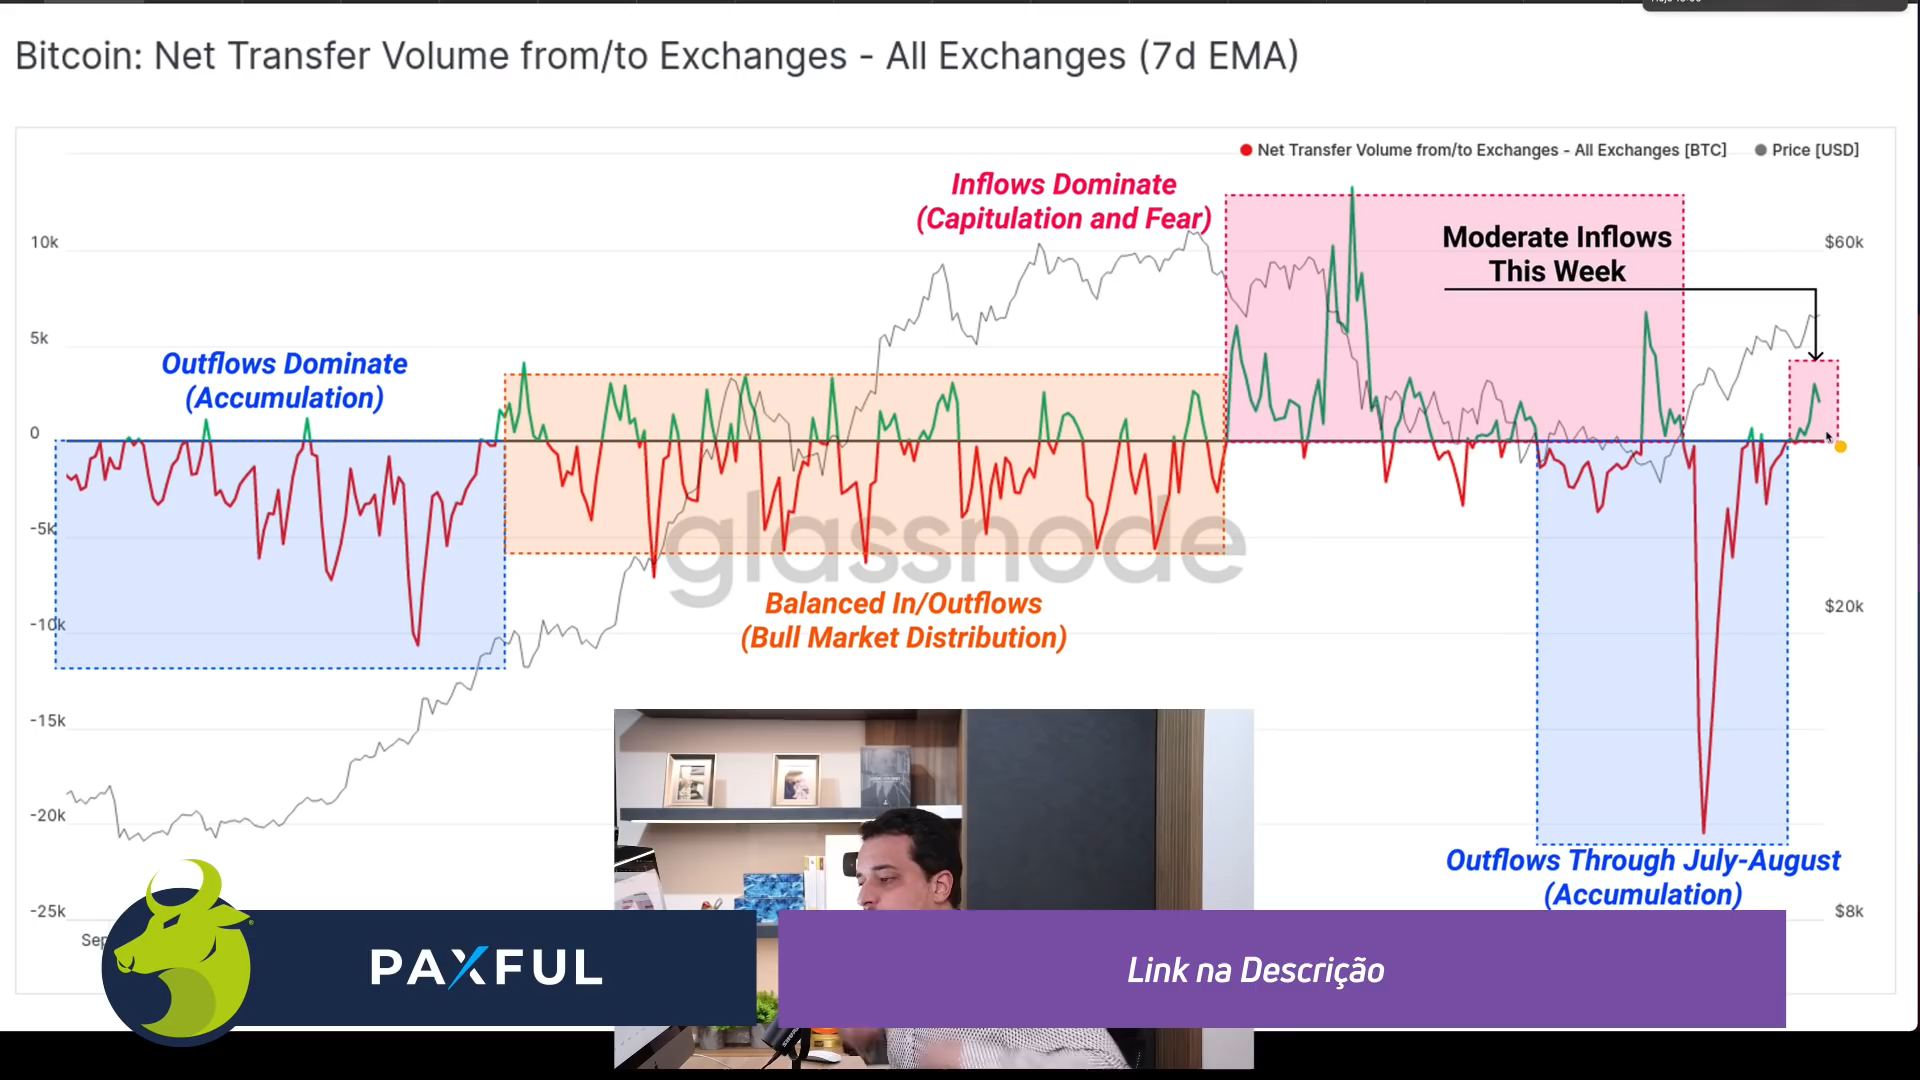 Bitcoin: Net Transfer Volume from/to Exchanges - All Exchanges (7d EMA)
Net Transfer Volume from/to Exchanges - All Exchanges [BTC]
Price [USD]
Inflows Dominate
(Capitulation and Fear)
Moderate Inflows
This Week
10k
$60k
5k
Outflows Dominate
(Accumulation)
0
-5k
glassnode
Balanced In/Outflows
(Bull Market Distribution)
-10k
$20k
-15k
-20k
Outflows Through July-August
(Accumulation)
-25k
$8k
PAXFUL
Link na Descrição